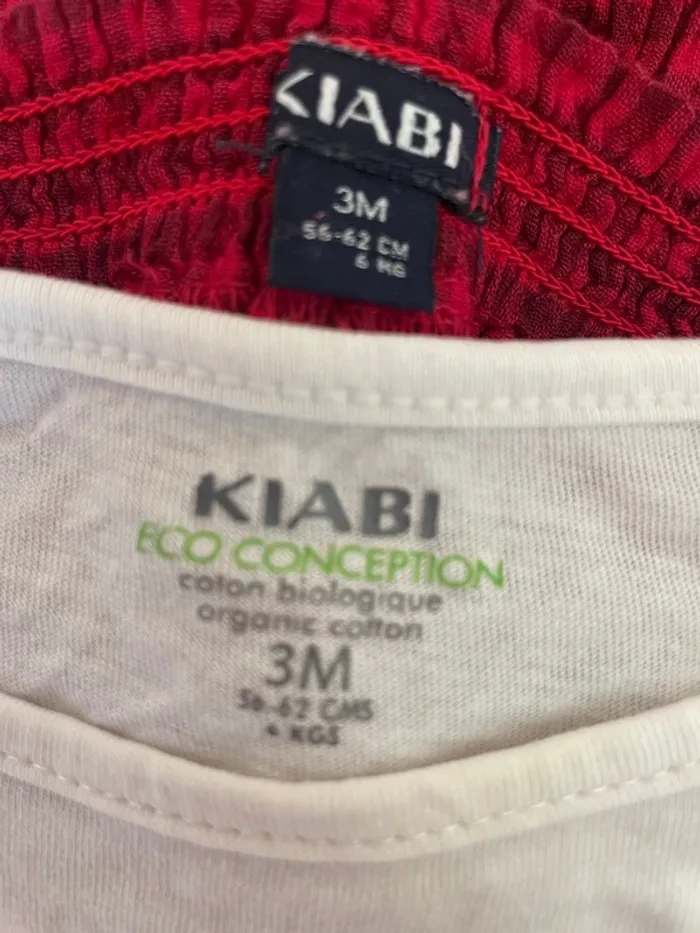 KIABI
3M
56-62 CM
6 KG
KIABI
ECO CONCEPTION
coton biologique
organic cotton
3M
56-62 CMS
6 KGS